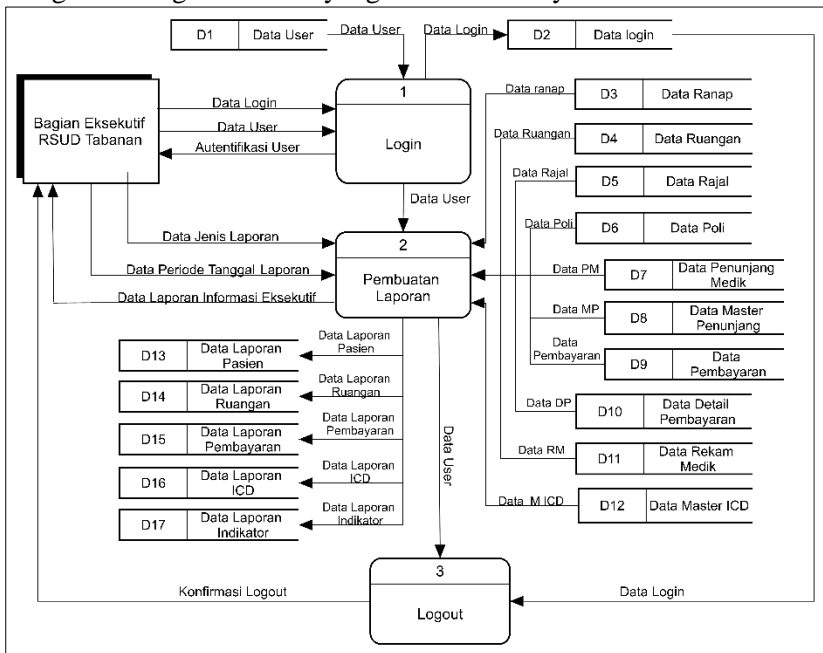 D1 Data User
Data User
Data Login
D2 Data login
Bagian Eksekutif
RSUD Tabanan
Data Login
Data User
Autentifikasi User
1
Login
Data ranap
D3 Data Ranap
Data Ruangan
D4 Data Ruangan
Data Rajal
D5 Data Rajal
Data User
Data Poli
D6 Data Poli
Data Jenis Laporan
Data Periode Tanggal Laporan
Data Laporan Informasi Eksekutif
2
Pembuatan
Laporan
Data PM
D7 Data Penunjang
Medik
Data MP
D8 Data Master
Penunjang
Data
Pembayaran
D9 Data
Pembayaran
Data DP
D10 Data Detail
Pembayaran
Data RM
D11 Data Rekam
Medik
Data M ICD
D12 Data Master ICD
D13 Data Laporan
Pasien
Data Laporan
Pasien
D14 Data Laporan
Ruangan
Data Laporan
Ruangan
D15 Data Laporan
Pembayaran
Data Laporan
Pembayaran
D16 Data Laporan
ICD
Data Laporan
ICD
D17 Data Laporan
Indikator
Data Laporan
Indikator
Data User
3
Logout
Konfirmasi Logout
Data Login